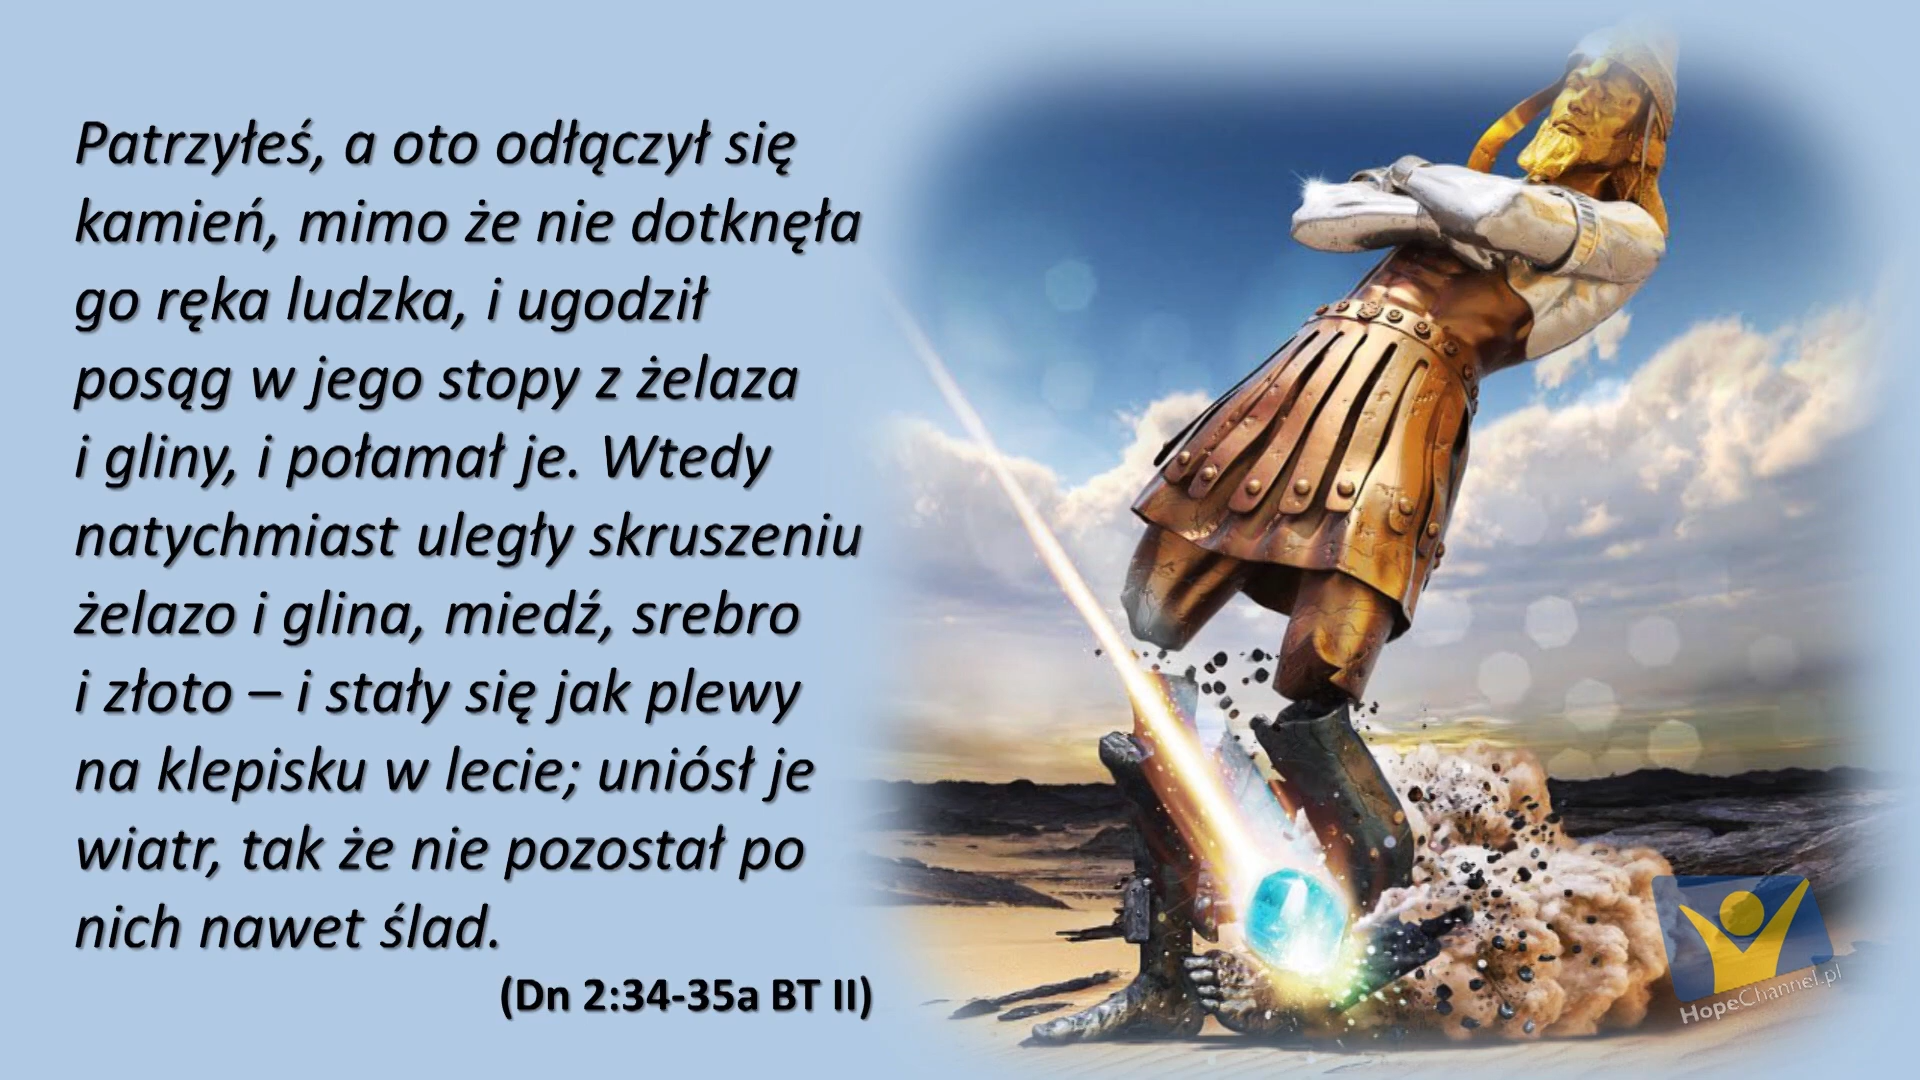 Patrzyłeś, a oto odłączył się
kamień, mimo że nie dotknęła
go ręka ludzka, i ugodził
posąg w jego stopy z żelaza
i gliny, i połamał je. Wtedy
natychmiast uległy skruszeniu
żelazo i glina, miedź, srebro
i złoto – i stały się jak plewy
na klepisku w lecie; uniósł je
wiatr, tak że nie pozostał po
nich nawet ślad.
(Dn 2:34-35a BT II)
HopeChannel.pl